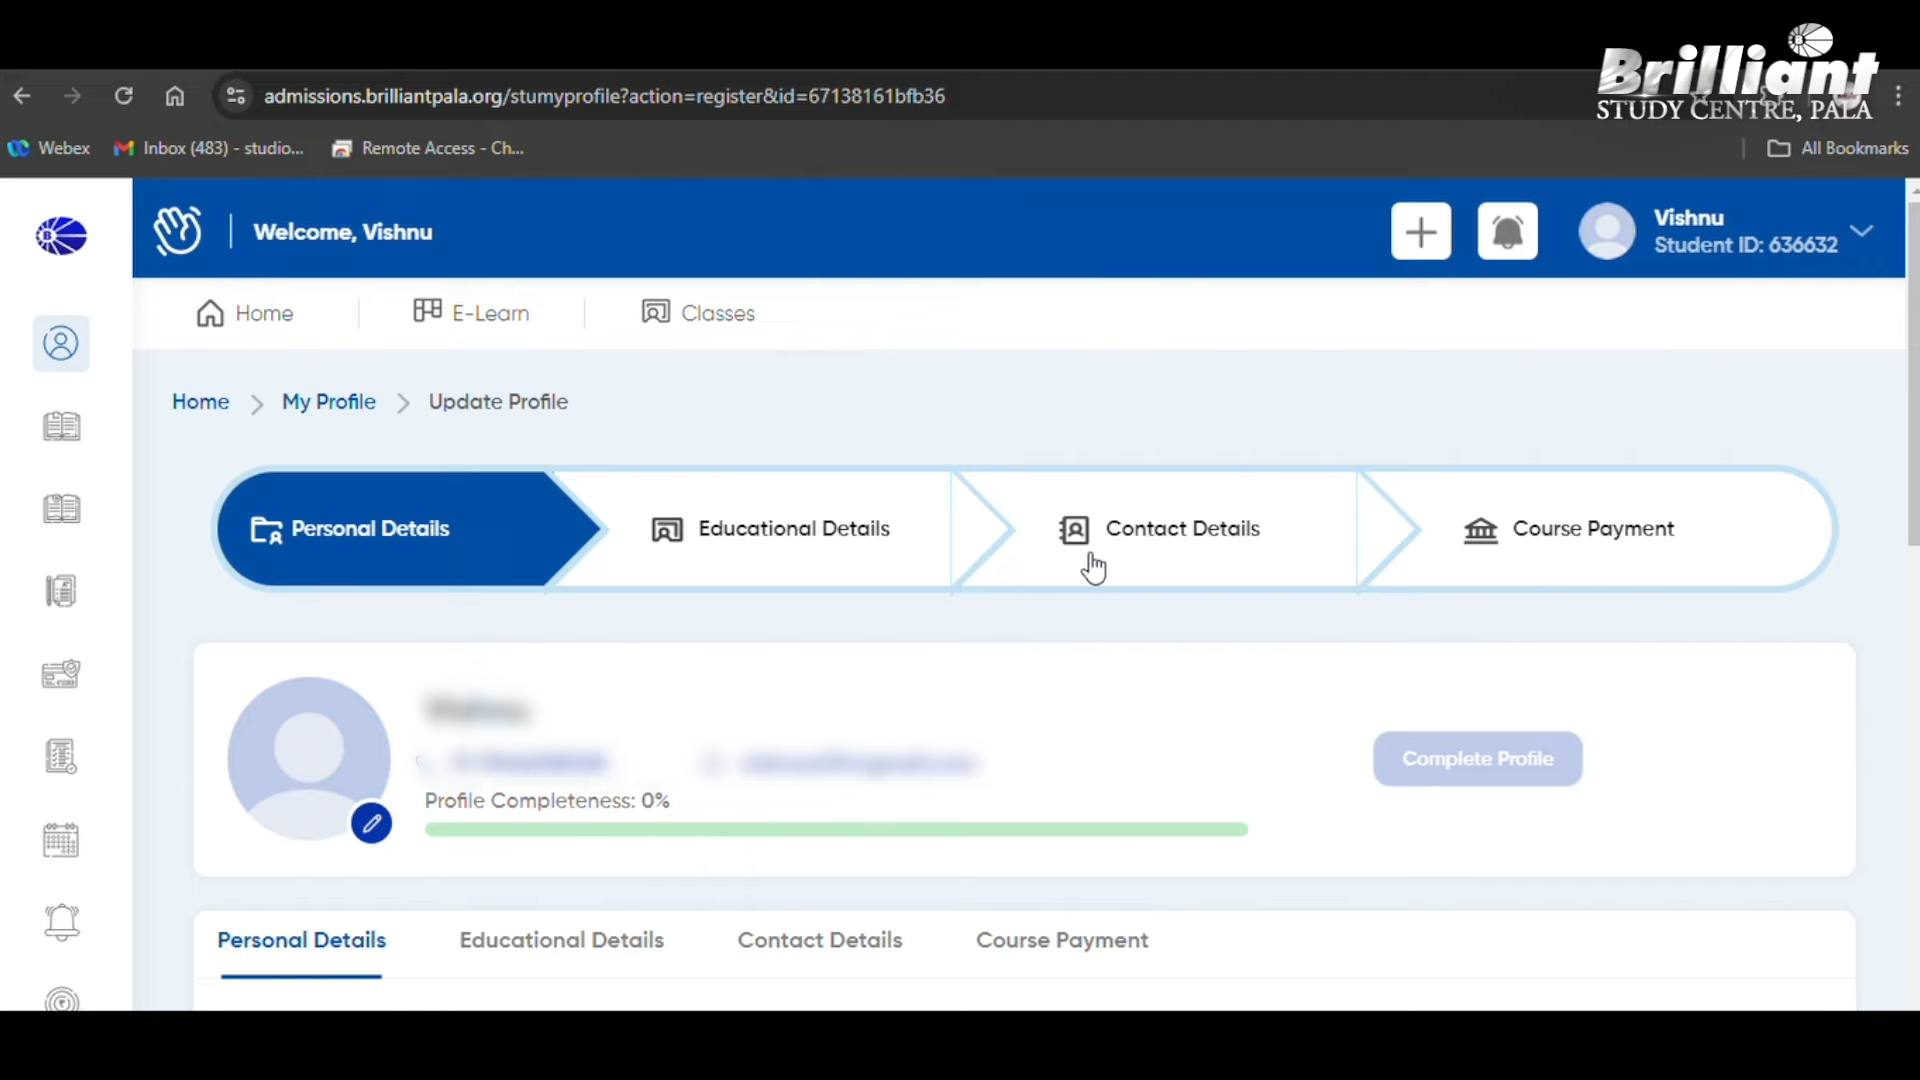 Brilliant
STUDY CENTRE, PALA
admissions.brilliantpala.org/stumyprofile?action=register&id=67138161bfb36
Webex
Inbox (483) - studio...
Remote Access - Ch...
All Bookmarks
Welcome, Vishnu
Vishnu
Student ID: 636632
Home
E-Learn
Classes
Home
My Profile
Update Profile
Personal Details
Educational Details
Contact Details
Course Payment
Complete Profile
Profile Completeness: 0%
Personal Details
Educational Details
Contact Details
Course Payment